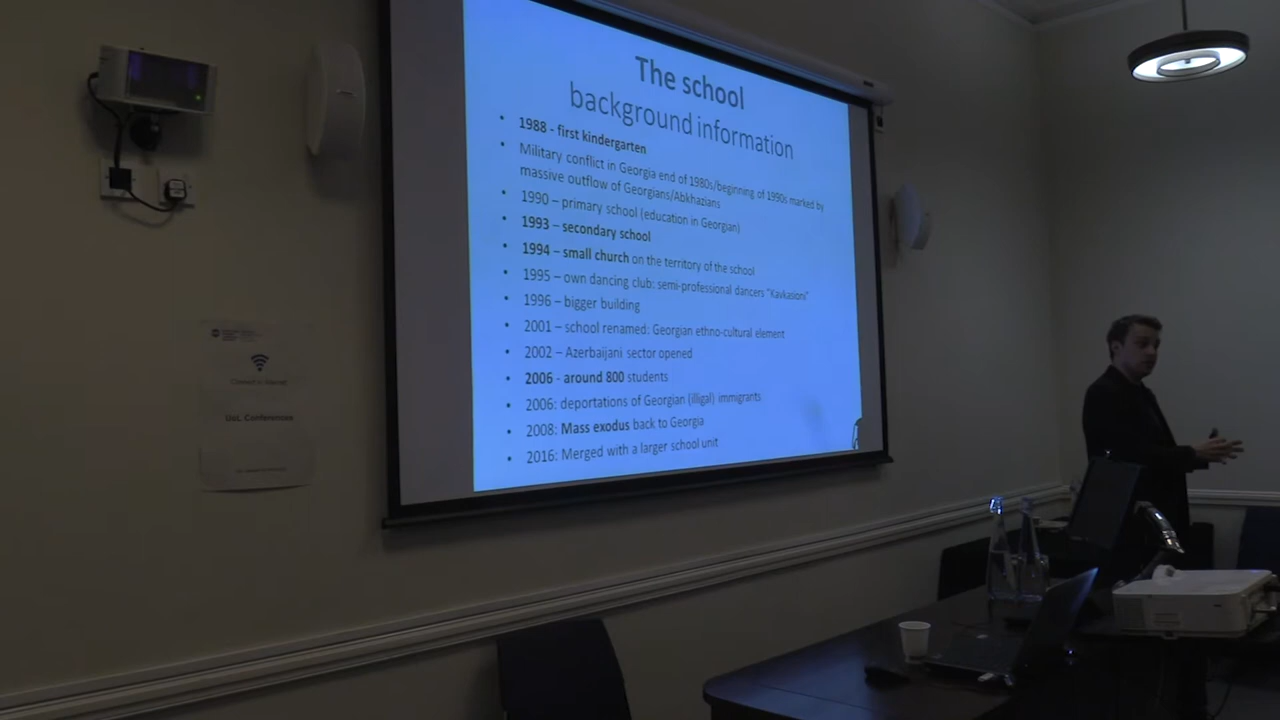 The school
background information
• 1988 - first kindergarten
• Military conflict in Georgia end of 1980s/beginning of 1990s marked by
massive outflow of Georgians/Abkhazians
• 1990 – primary school (education in Georgian)
• 1993 – secondary school
• 1994 – small church on the territory of the school
• 1995 – own dancing club: semi-professional dancers "Kavkasioni"
• 1996 – bigger building
• 2001 – school renamed: Georgian ethno-cultural element
• 2002 – Azerbaijani sector opened
• 2006 - around 800 students
• 2006: deportations of Georgian (illigal) immigrants
• 2008: Mass exodus back to Georgia
• 2016: Merged with a larger school unit
UoL Conferences